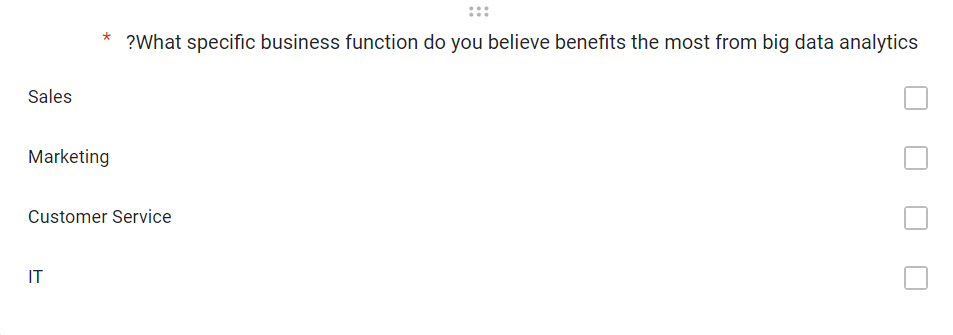 * ?What specific business function do you believe benefits the most from big data analytics
Sales
Marketing
Customer Service
IT